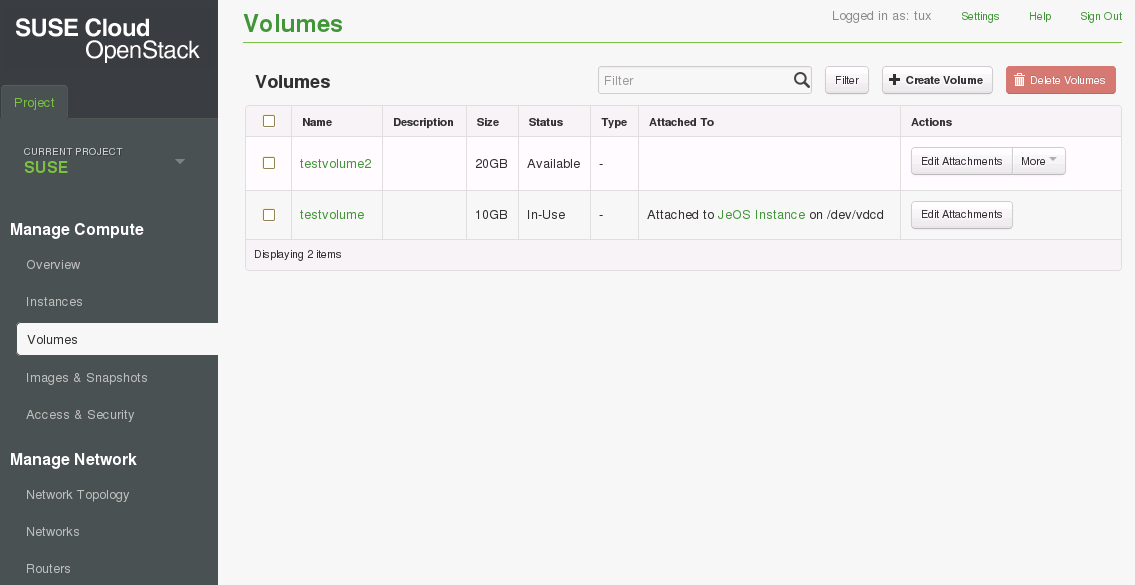 SUSE Cloud
OpenStack
Project
CURRENT PROJECT
SUSE
Manage Compute
Overview
Instances
Volumes
Images & Snapshots
Access & Security
Manage Network
Network Topology
Networks
Routers
Volumes
Logged in as: tux Settings Help Sign Out
Volumes Filter Filter Create Volume Delete Volumes
Name Description Size Status Type Attached To Actions
testvolume2 20GB Available - Edit Attachments More
testvolume 10GB In-Use - Attached to JeOS Instance on /dev/vdcd Edit Attachments
Displaying 2 items